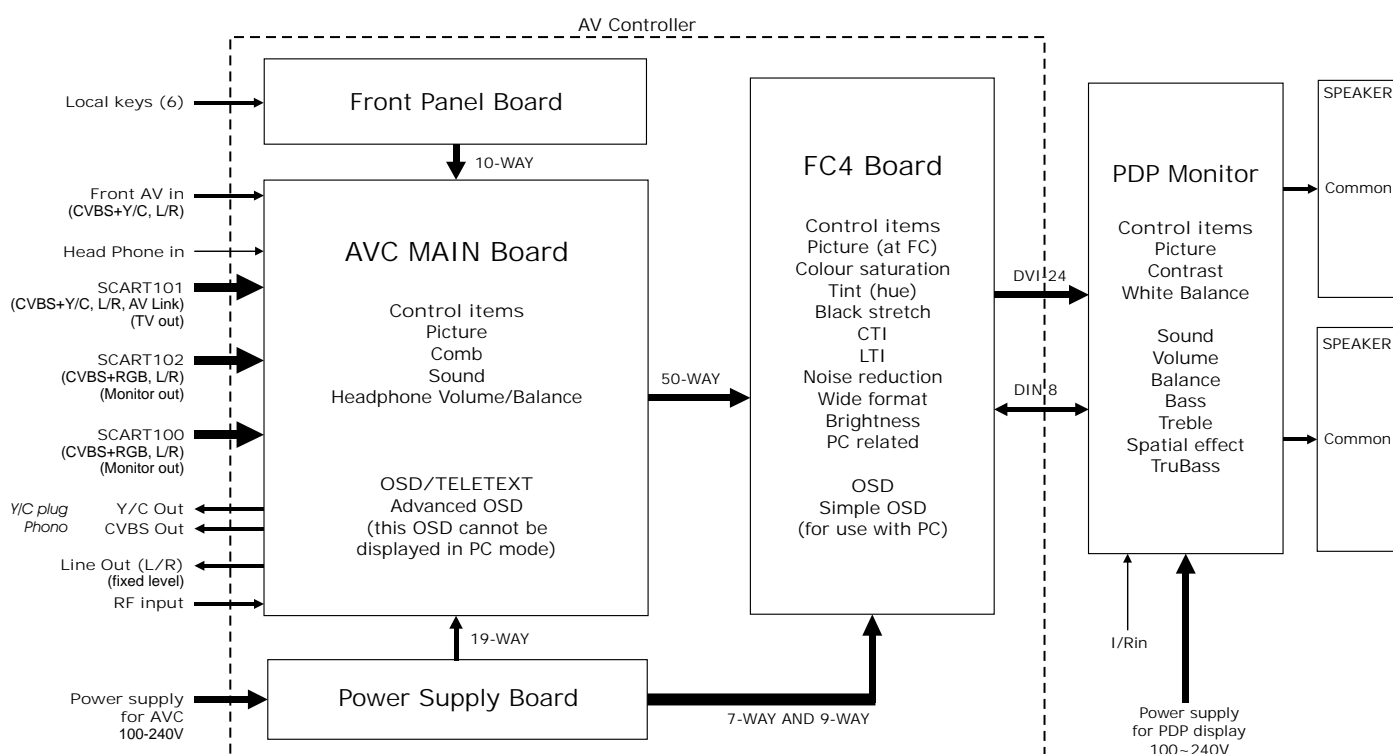 AV Controller
Local keys (6)
Front Panel Board
10-WAY
Front AV in
(CVBS+Y/C, L/R)
Head Phone in
SCART101
(CVBS+Y/C, L/R, AV Link)
(TV out)
SCART102
(CVBS+RGB, L/R)
(Monitor out)
SCART100
(CVBS+RGB, L/R)
(Monitor out)
Y/C plug
Phono
Y/C Out
CVBS Out
Line Out (L/R)
(fixed level)
RF input
Power supply
for AVC
100-240V
AVC MAIN Board
Control items
Picture
Comb
Sound
Headphone Volume/Balance
OSD/TELETEXT
Advanced OSD
(this OSD cannot be
displayed in PC mode)
19-WAY
Power Supply Board
50-WAY
7-WAY AND 9-WAY
FC4 Board
Control items
Picture (at FC)
Colour saturation
Tint (hue)
Black stretch
CTI
LTI
Noise reduction
Wide format
Brightness
PC related
OSD
Simple OSD
(for use with PC)
DVI-24
DIN 8
PDP Monitor
Control items
Picture
Contrast
White Balance
Sound
Volume
Balance
Bass
Treble
Spatial effect
TruBass
I/Rin
Power supply
for PDP display
100~240V
SPEAKER
Common
SPEAKER
Common